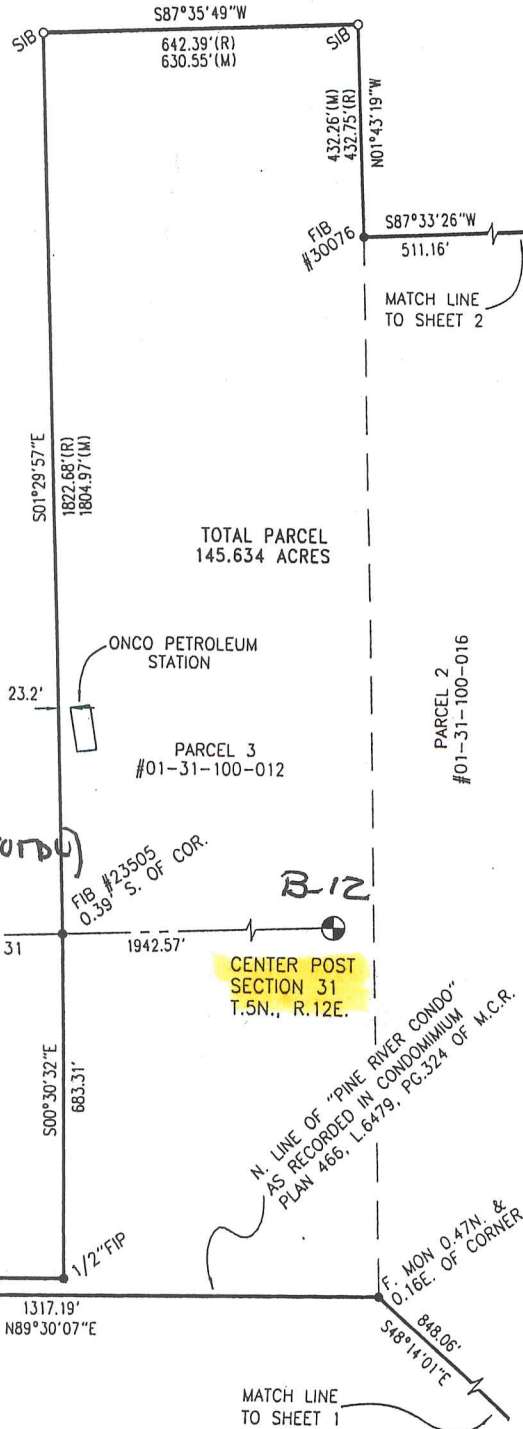 S87°35'49"W
SIB
642.39'(R)
630.55'(M)
SIB
432.26'(M)
432.75'(R)
N01°43'19"W
FIB
#30076
S87°33'26"W
511.16'
MATCH LINE
TO SHEET 2
S01°29'57"E
1822.68'(R)
1804.97'(M)
TOTAL PARCEL
145.634 ACRES
ONCO PETROLEUM
STATION
23.2'
PARCEL 3
#01-31-100-012
PARCEL 2
#01-31-100-016
FIB #23505
0.39' S. OF COR.
B-12
31
1942.57'
CENTER POST
SECTION 31
T.5N., R.12E.
S00°30'32"E
683.31'
N. LINE OF "PINE RIVER CONDO"
AS RECORDED IN CONDOMIMIUM
PLAN 466, L.6479, PG.324 OF M.C.R.
1/2"FIP
F. MON 0.47N. &
0.16E. OF CORNER
1317.19'
N89°30'07"E
848.06'
S48°14'01"E
MATCH LINE
TO SHEET 1